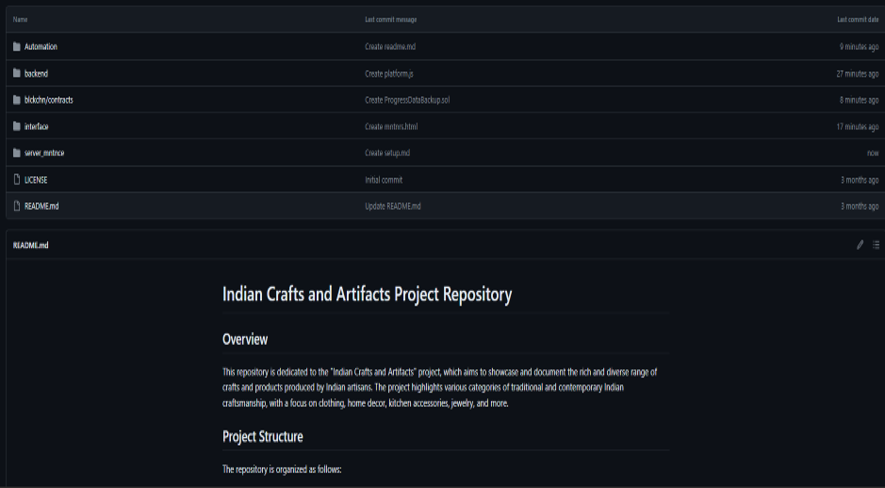 Name Last commit message Last commit date
Automation Create readme.md 9 minutes ago
backend Create platform.js 27 minutes ago
blckchn/contracts Create ProgressDataBackup.sol 8 minutes ago
interface Create mntnrs.html 17 minutes ago
server_mntnce Create setup.md now
LICENSE Initial commit 3 months ago
README.md Update README.md 3 months ago
README.md
Indian Crafts and Artifacts Project Repository
Overview
This repository is dedicated to the "Indian Crafts and Artifacts" project, which aims to showcase and document the rich and diverse range of
crafts and products produced by Indian artisans. The project highlights various categories of traditional and contemporary Indian
craftsmanship, with a focus on clothing, home decor, kitchen accessories, jewelry, and more.
Project Structure
The repository is organized as follows: